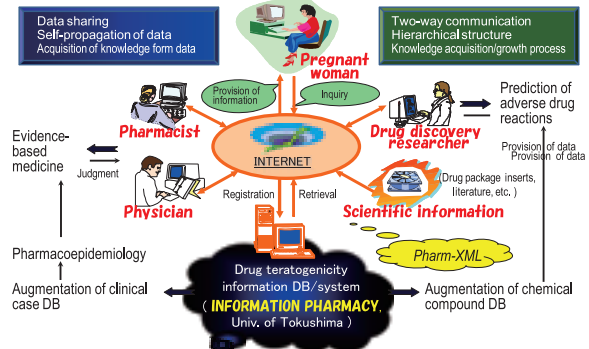 Data sharing
Self-propagation of data
Acquisition of knowledge form data
Two-way communication
Hierarchical structure
Knowledge acquisition/growth process
Pregnant
woman
Provision of
information
Inquiry
Pharmacist
Drug discovery
researcher
Prediction of
adverse drug
reactions
Provision of data
Provision of data
Evidence-
based
medicine
Judgment
INTERNET
Physician
Registration
Retrieval
Scientific information
(Drug package inserts,
literature, etc. )
Pharm-XML
Pharmacoepidemiology
Augmentation of clinical
case DB
Drug teratogenicity
information DB/system
( INFORMATION PHARMACY,
Univ. of Tokushima )
Augmentation of chemical
compound DB